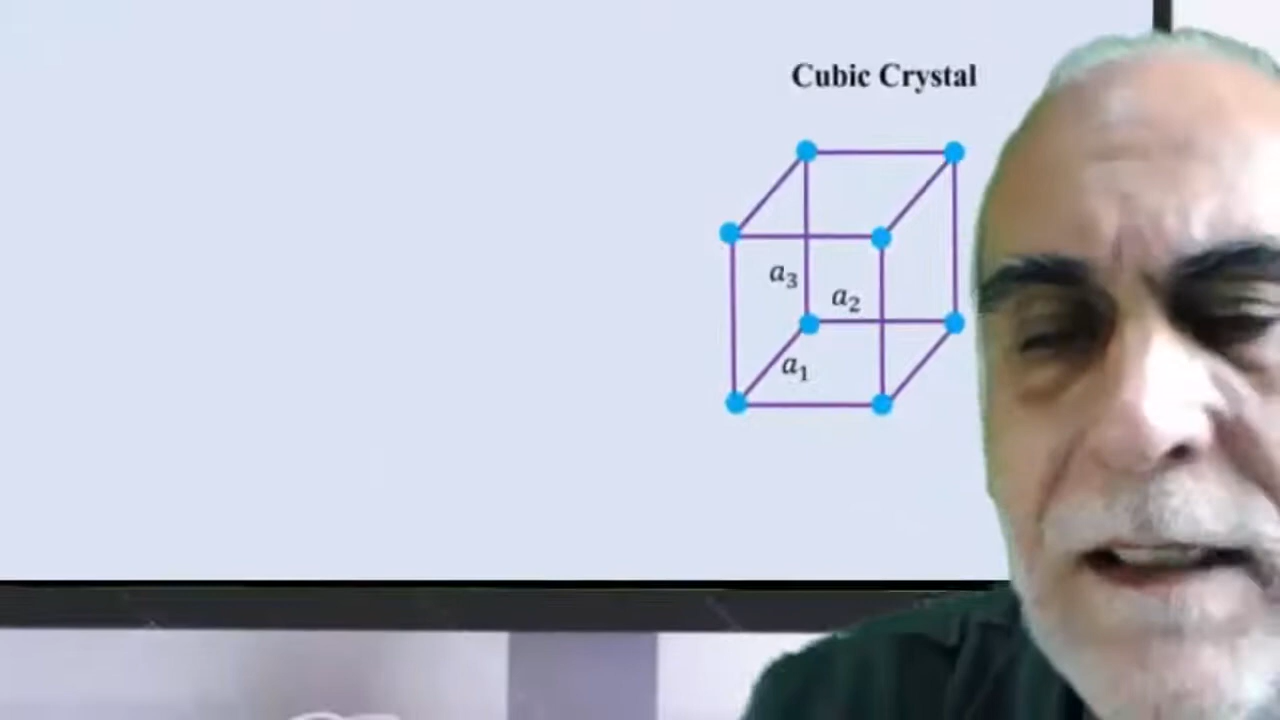 Cubic Crystal
a₃
a₂
a₁